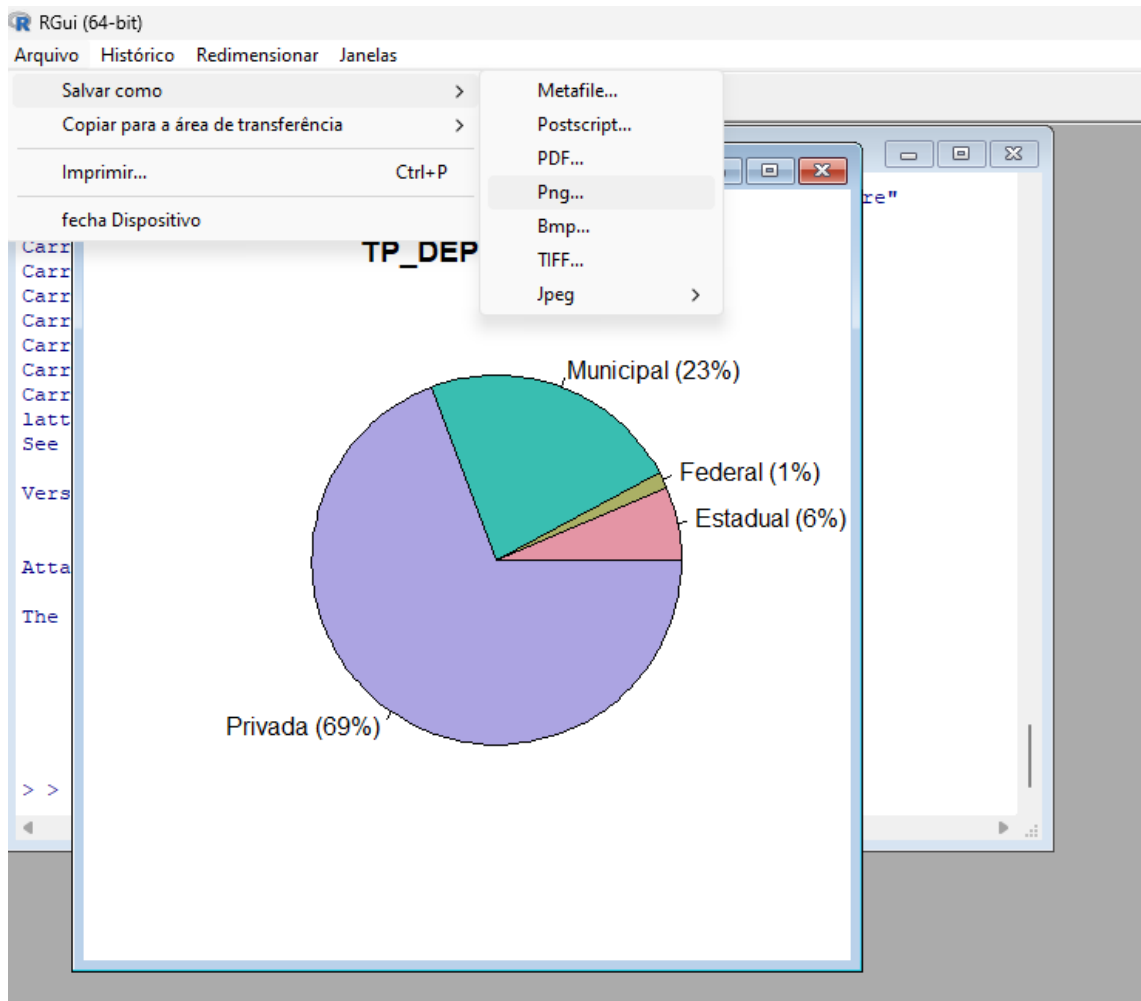 RGui (64-bit)
Arquivo Histórico Redimensionar Janelas
Salvar como
Copiar para a área de transferência
Imprimir... Ctrl+P
fecha Dispositivo
Metafile...
Postscript...
PDF...
Png...
Bmp...
TIFF...
Jpeg
re"
Carr
Carr
Carr
Carr
Carr
Carr
Carr
latt
See
Vers
Atta
The
> >
TP_DEP
Municipal (23%)
Federal (1%)
Estadual (6%)
Privada (69%)